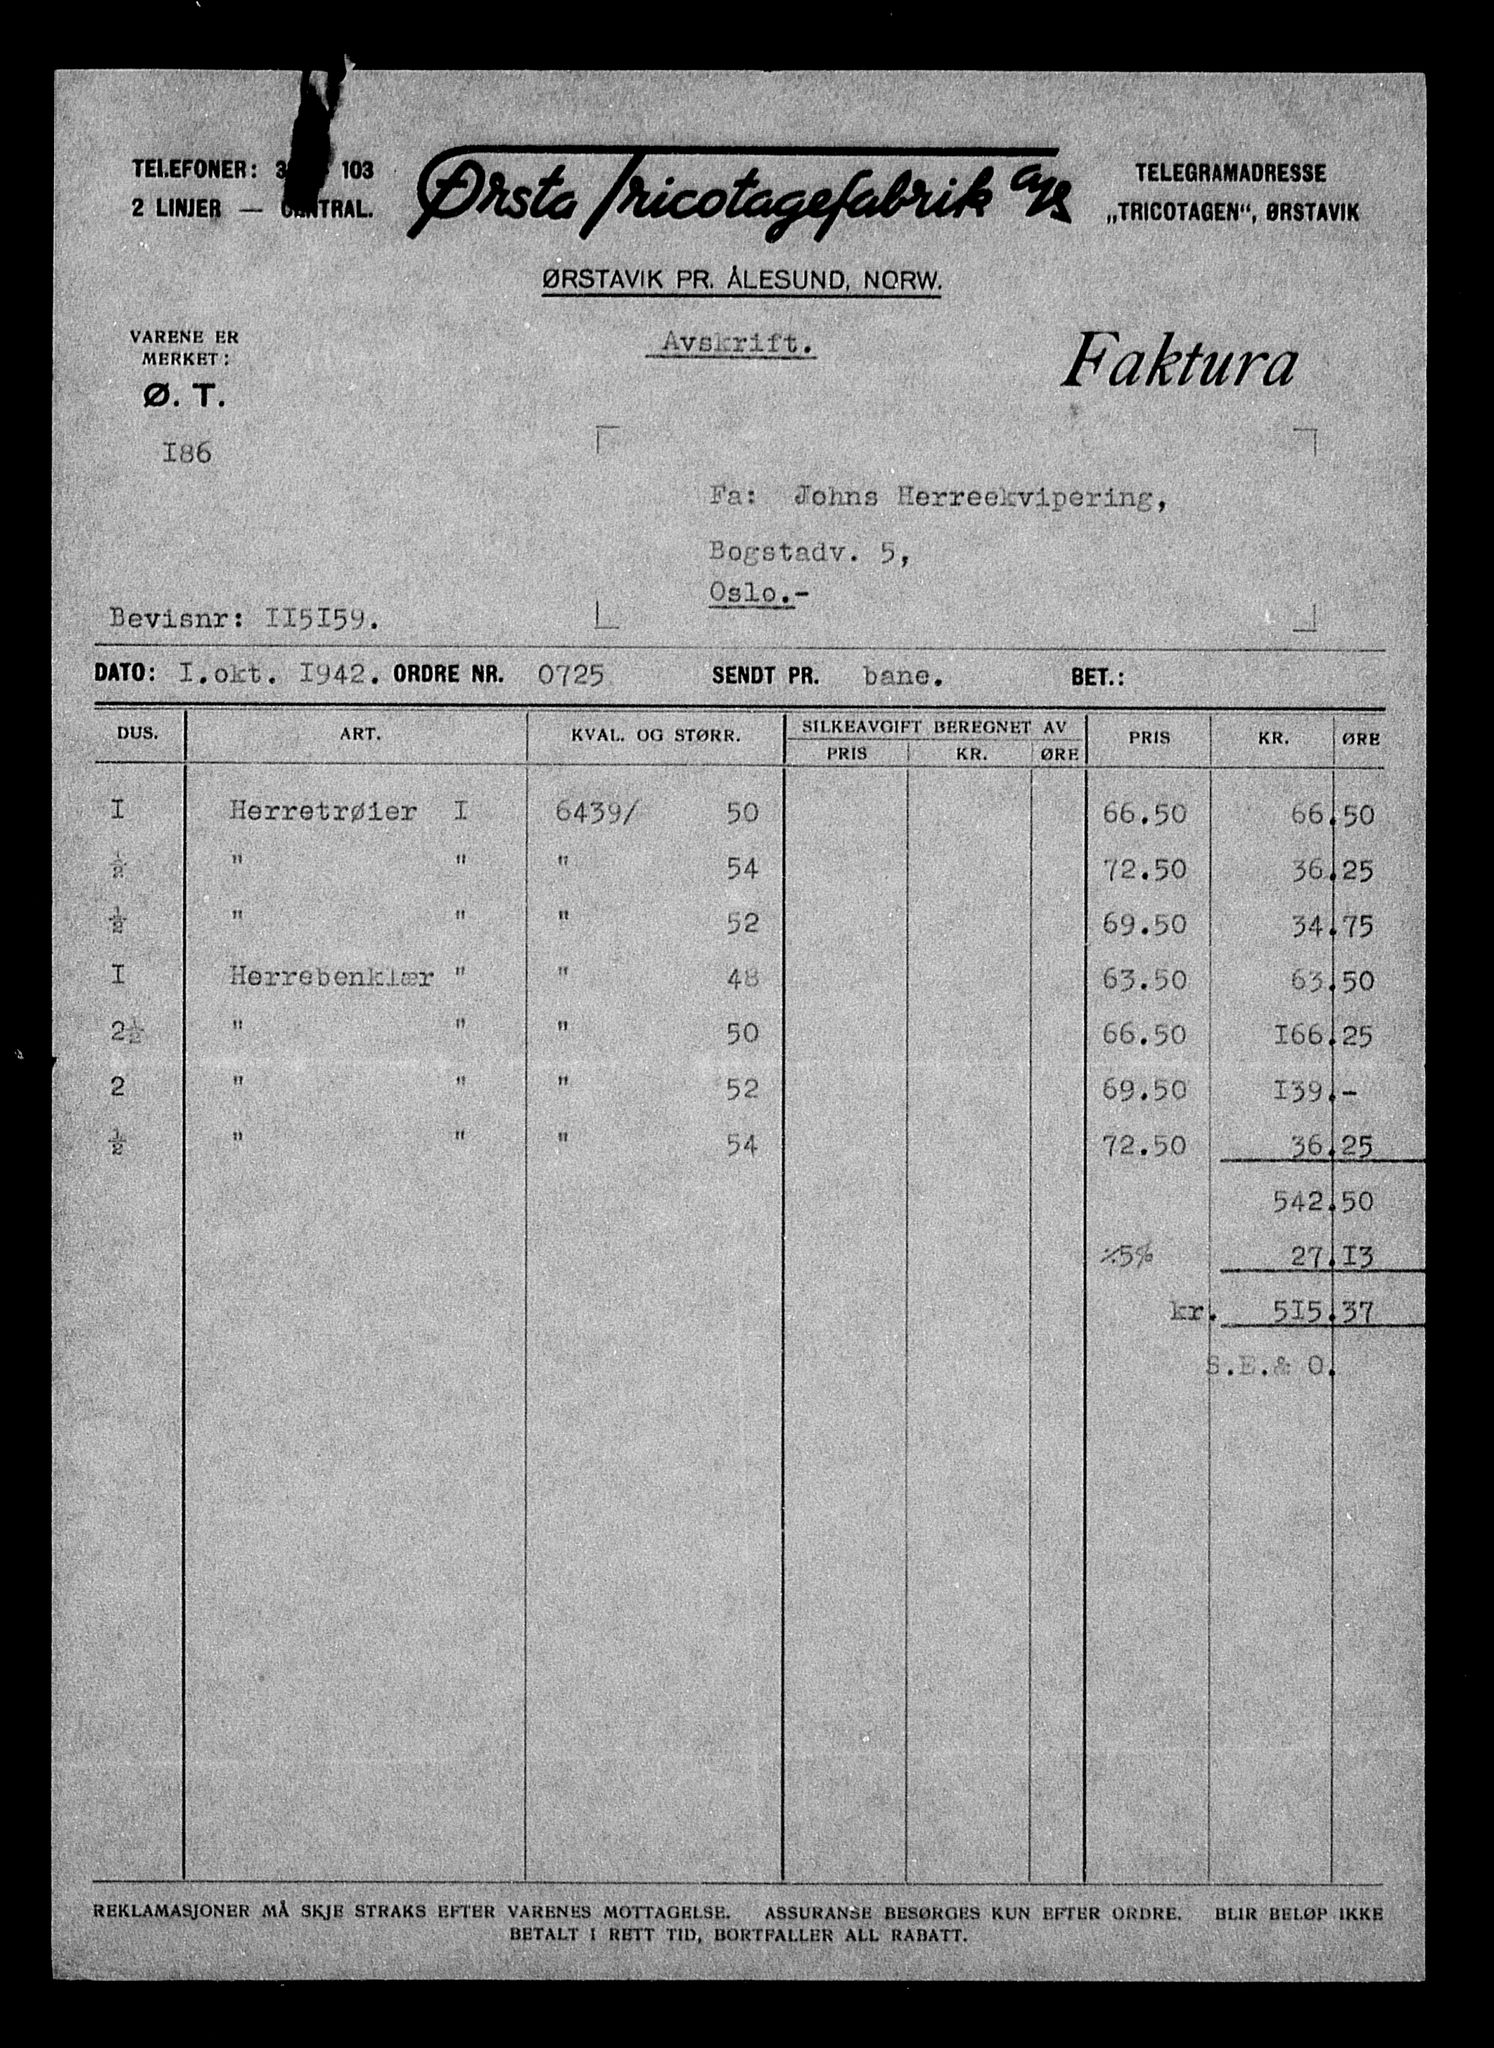 TELEFONER: 103
2 LINJER — CENTRAL.
Ørsta Tricotagefabrik A/S
TELEGRAMADRESSE
„TRICOTAGEN“, ØRSTAVIK
ØRSTAVIK PR. ÅLESUND, NORW.
VARENE ER
MERKET:
Ø. T.
Avskrift.
Faktura
I86
Fa: Johns Herreekvipering,
Bogstadv. 5,
Oslo.-
Bevisnr: II5I59.
DATO: I.okt. I942. ORDRE NR. 0725 SENDT PR. bane. BET.:
DUS. ART. KVAL. OG STØRR. SILKEAVGIFT BEREGNET AV PRIS KR. ØRE
PRIS KR. ØRE
I Herretrøier I 6439/ 50 66.50 66.50
½ " " " 54 72.50 36.25
½ " " " 52 69.50 34.75
I Herrebenklær " " 48 63.50 63.50
2½ " " " 50 66.50 I66.25
2 " " " 52 69.50 I39.-
½ " " " 54 72.50 36.25
542.50
⁒5% 27.I3
kr. 5I5.37
S.E.& O.
REKLAMASJONER MÅ SKJE STRAKS EFTER VARENES MOTTAGELSE. ASSURANSE BESØRGES KUN EFTER ORDRE. BLIR BELØP IKKE
BETALT I RETT TID, BORTFALLER ALL RABATT.